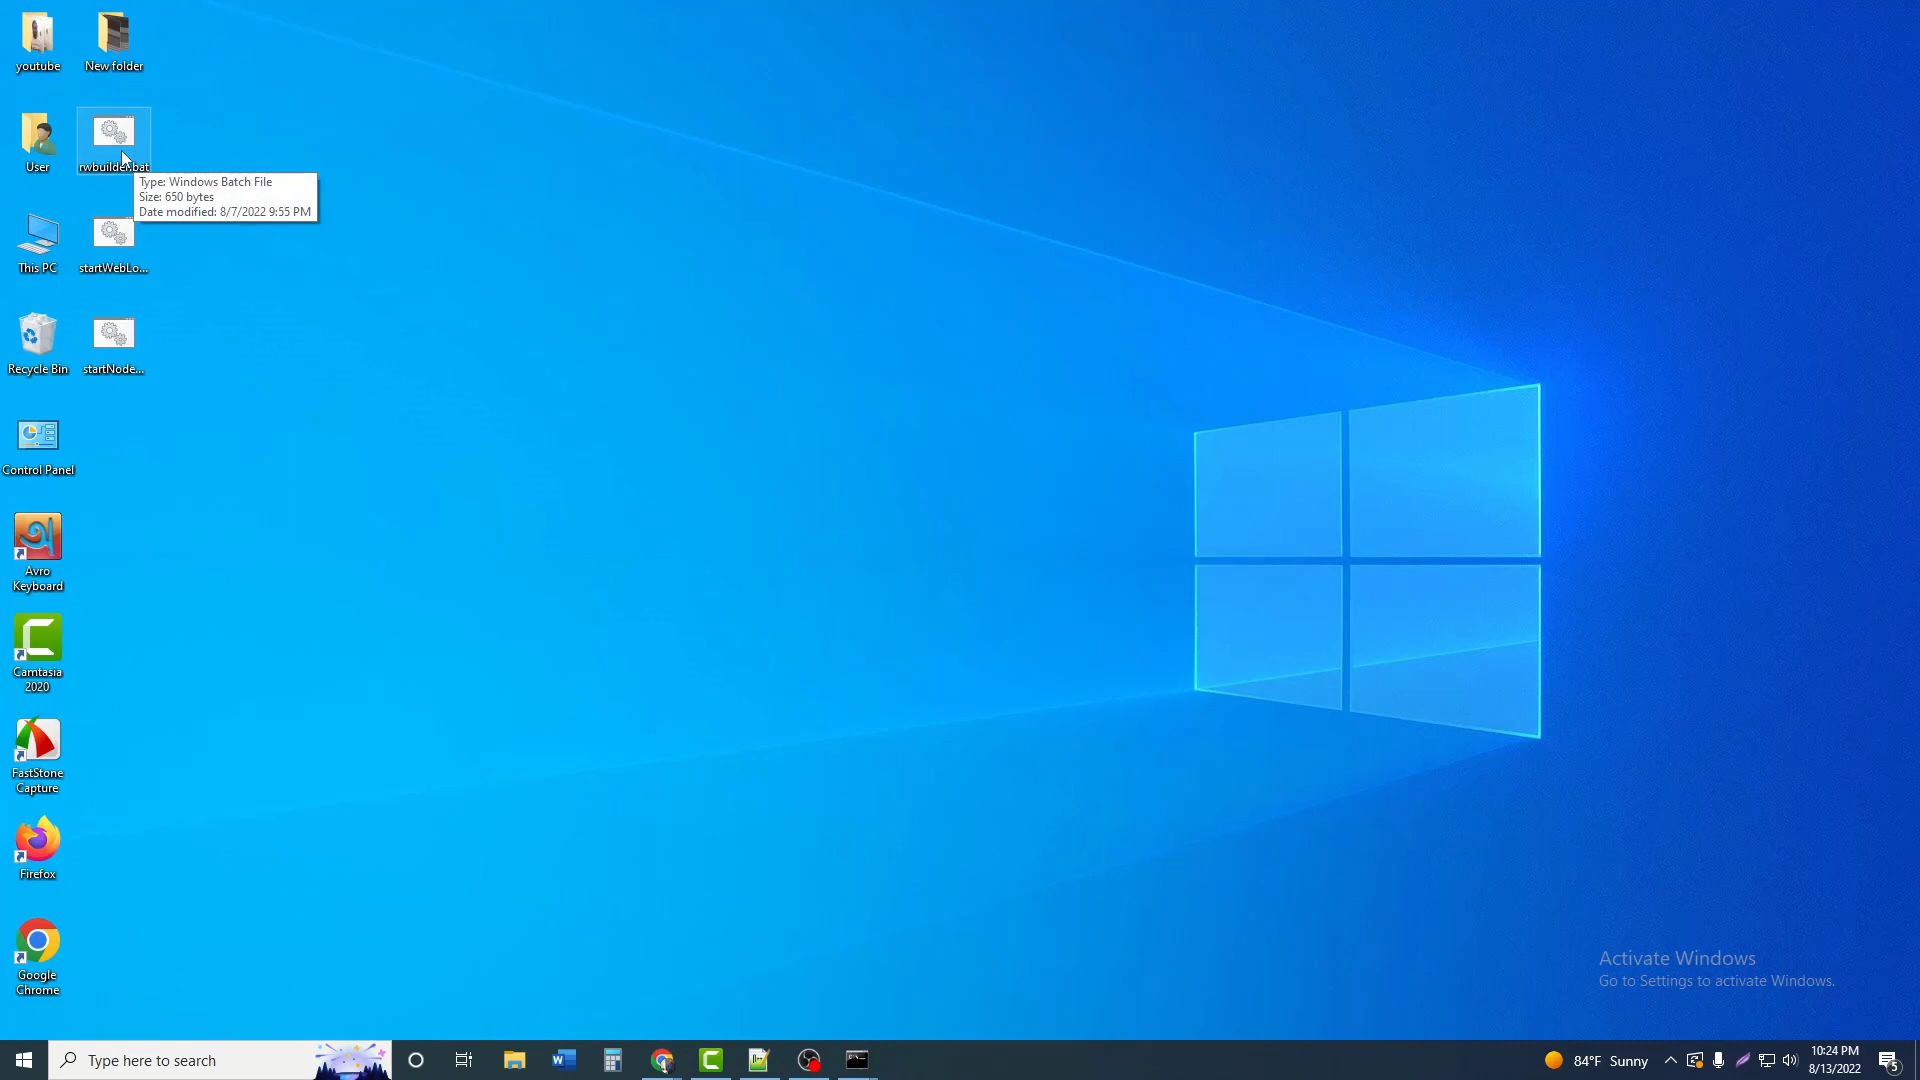 youtube
New folder
User
rwbuilder.bat
Type: Windows Batch File
Size: 650 bytes
Date modified: 8/7/2022 9:55 PM
This PC
startWebLo...
Recycle Bin
startNode...
Control Panel
Avro
Keyboard
Camtasia
2020
FastStone
Capture
Firefox
Google
Chrome
Activate Windows
Go to Settings to activate Windows.
Type here to search
84°F Sunny
10:24 PM
8/13/2022
5